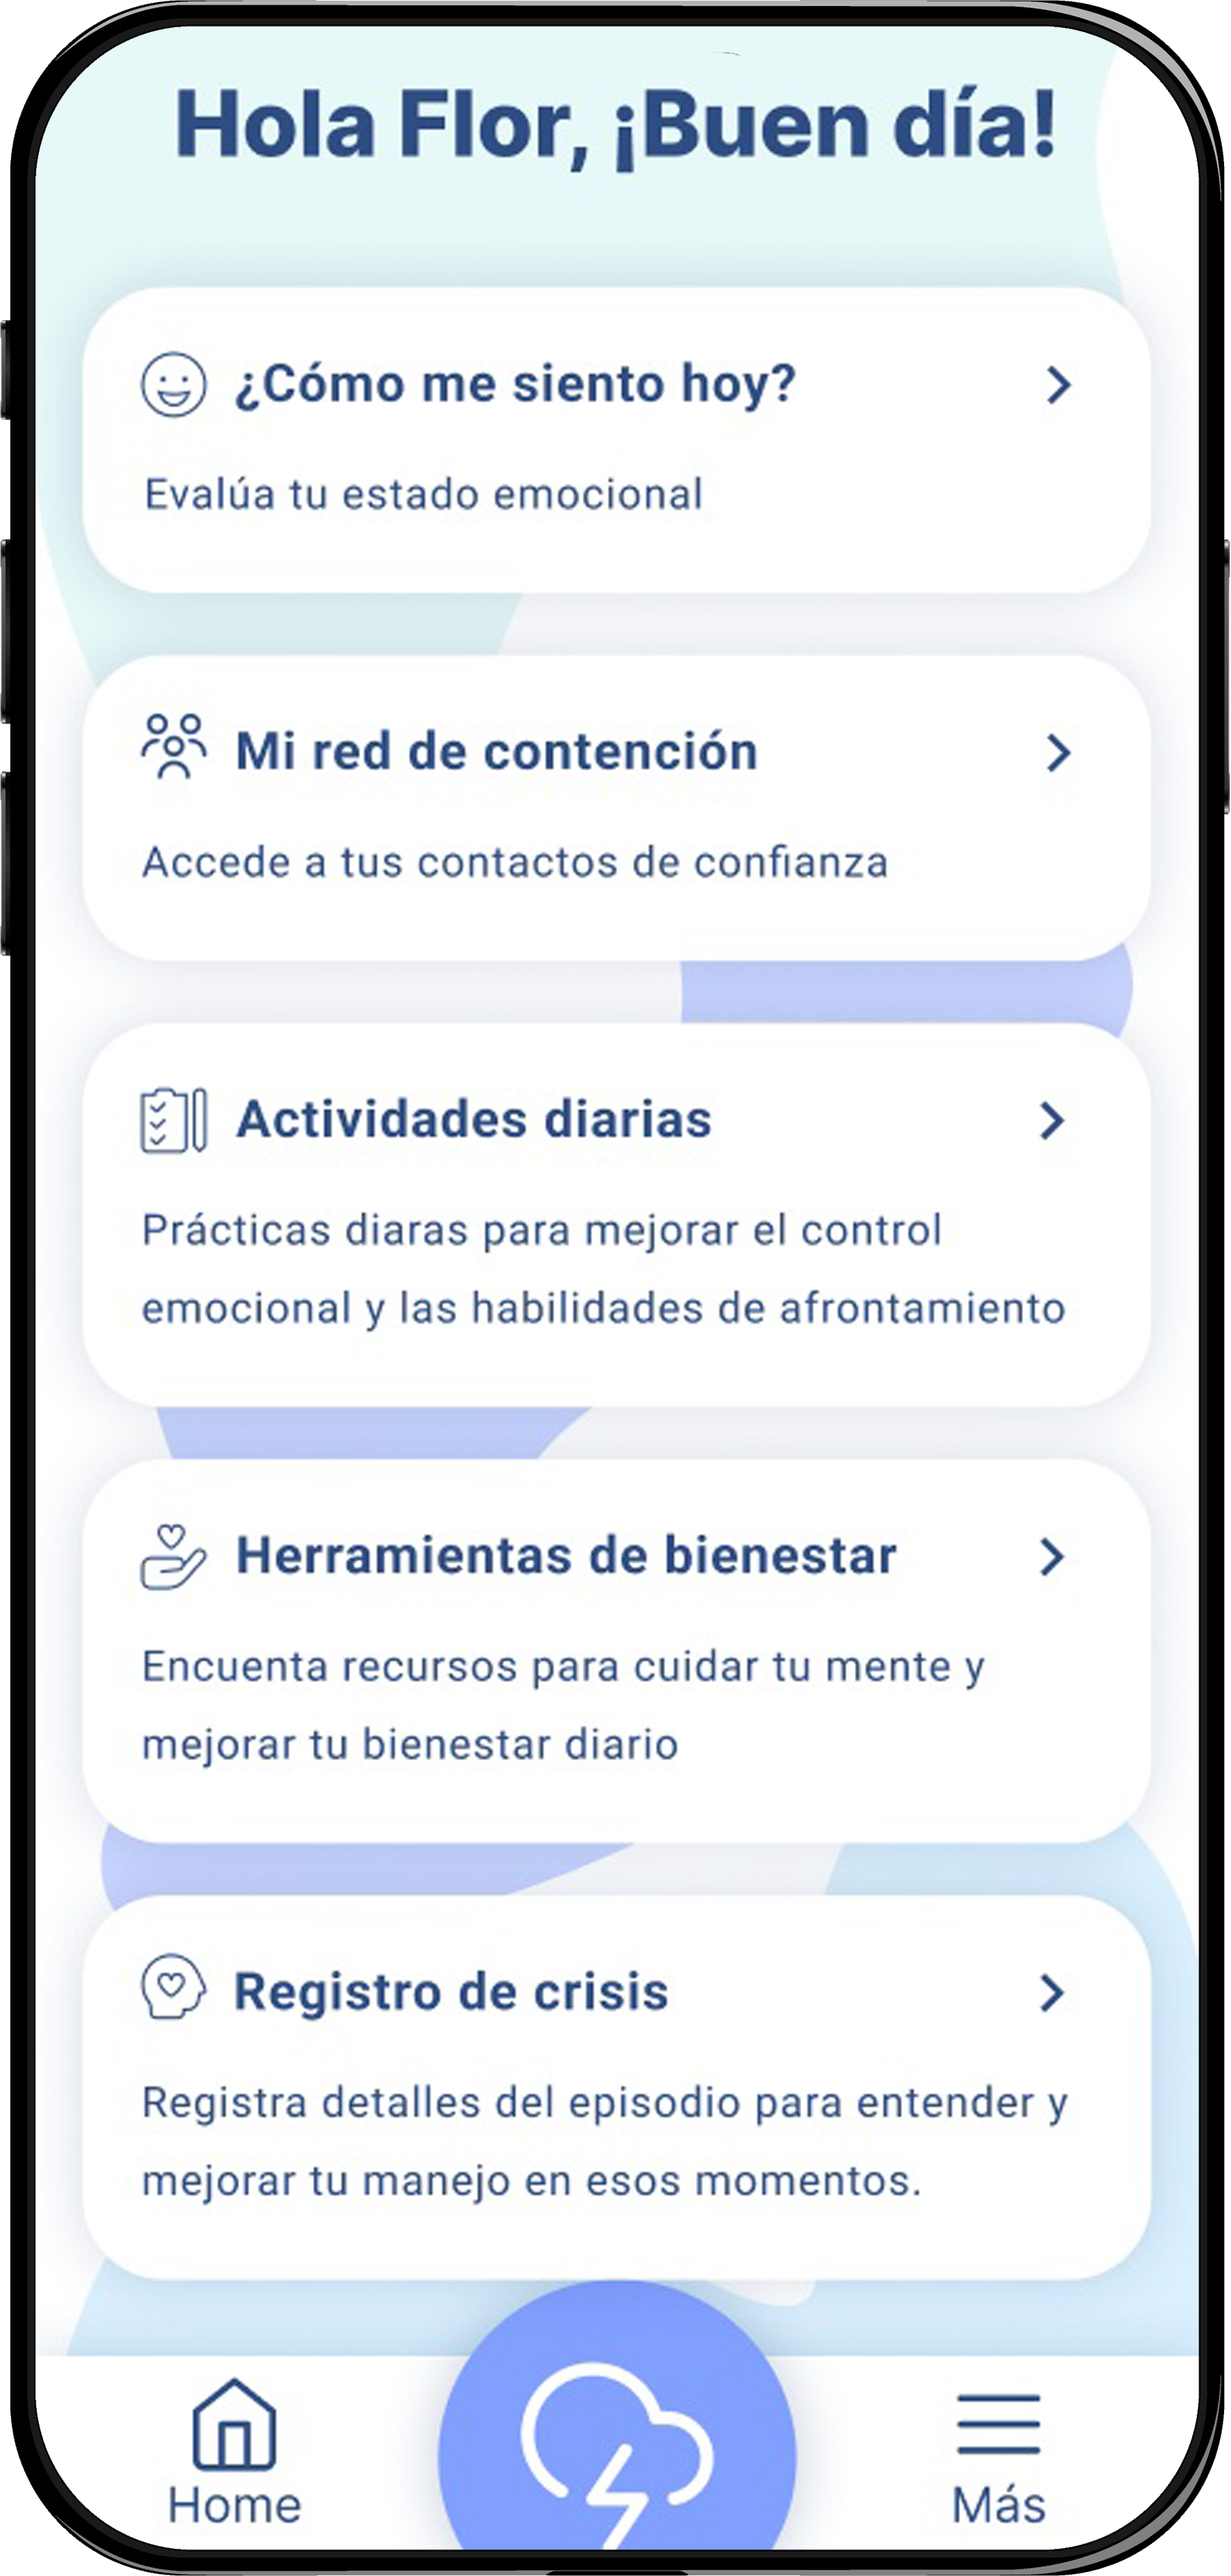 Hola Flor, ¡Buen día!
¿Cómo me siento hoy?
Evalúa tu estado emocional
Mi red de contención
Accede a tus contactos de confianza
Actividades diarias
Prácticas diaras para mejorar el control
emocional y las habilidades de afrontamiento
Herramientas de bienestar
Encuenta recursos para cuidar tu mente y
mejorar tu bienestar diario
Registro de crisis
Registra detalles del episodio para entender y
mejorar tu manejo en esos momentos.
Home
Más